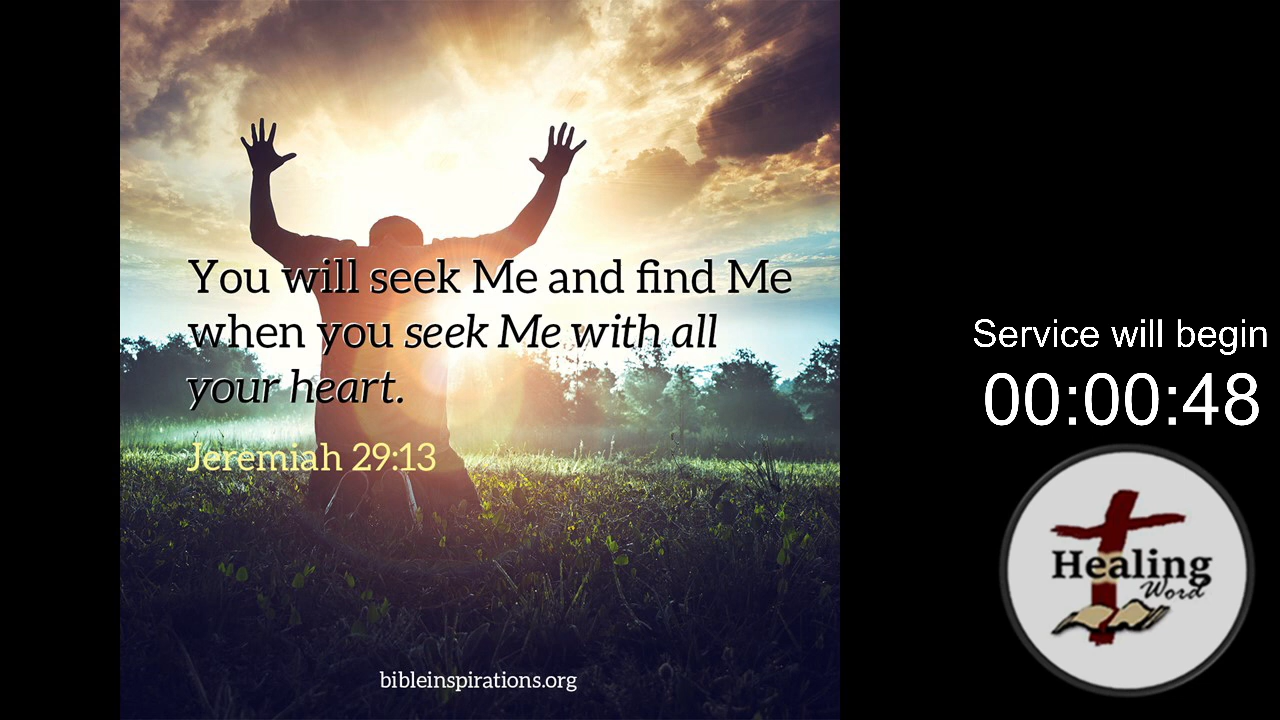 You will seek Me and find Me
when you seek Me with all
your heart.
Jeremiah 29:13
bibleinspirations.org
Service will begin
00:00:48
Healing
Word